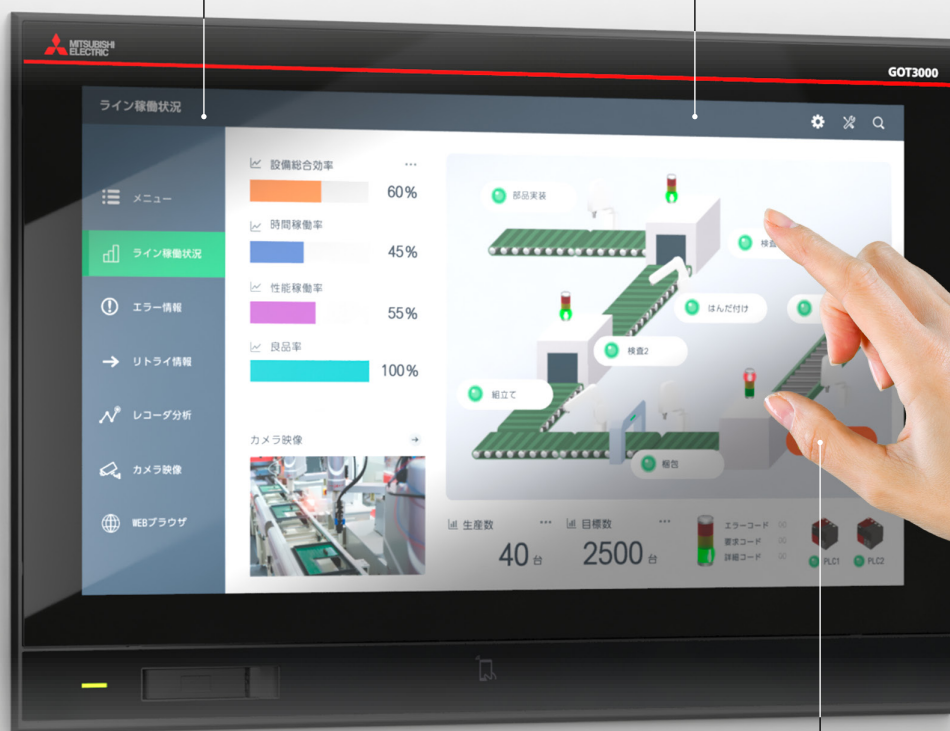 MITSUBISHI
ELECTRIC
GOT3000
ライン稼働状況
メニュー
ライン稼働状況
エラー情報
リトライ情報
レコーダ分析
カメラ映像
WEBブラウザ
設備総合効率
60%
時間稼働率
45%
性能稼働率
55%
良品率
100%
カメラ映像
部品実装
はんだ付け
検査2
組立て
梱包
生産数
40 台
目標数
2500 台
エラーコード
要求コード
詳細コード
PLC1
PLC2